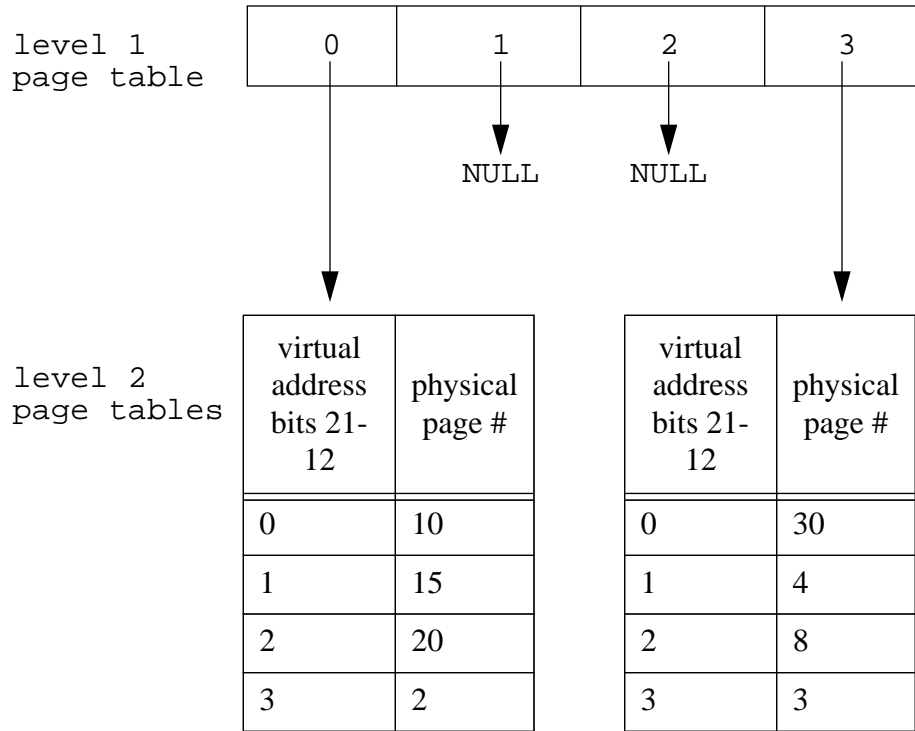 level 1
page table
0 1 2 3
NULL NULL
level 2
page tables
virtual
address
bits 21-
12
physical
page #
0 10
1 15
2 20
3 2
virtual
address
bits 21-
12
physical
page #
0 30
1 4
2 8
3 3